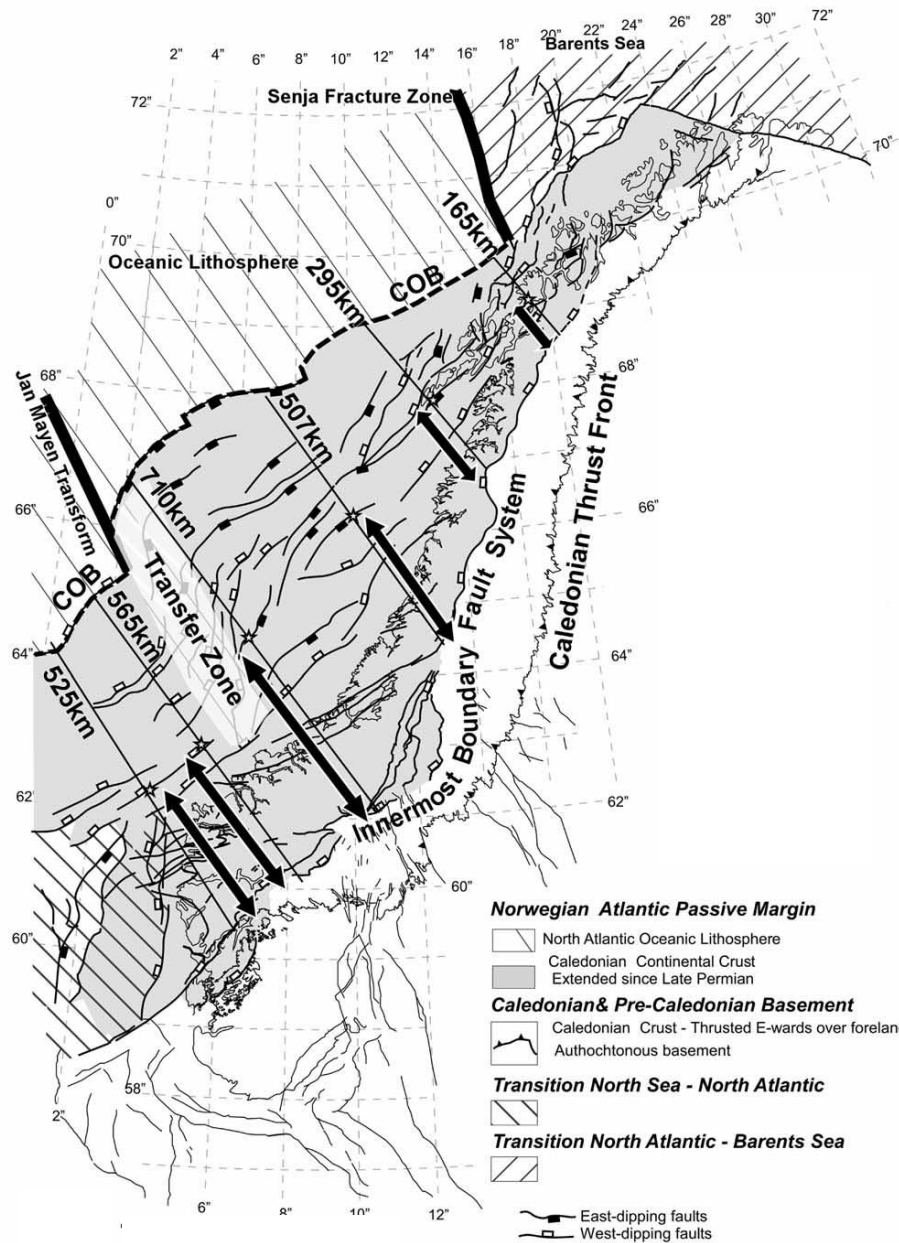 2” 4” 6” 8” 10” 12” 14” 16” 18” 20” 22” 24” 26” 28” 30” 72”
Barents Sea
Senja Fracture Zone
72”
70”
0”
70”
165km
Oceanic Lithosphere
295km
COB
68”
68”
Jan Mayen Transform
507km
710km
66”
66”
COB
565km
Transfer Zone
Innermost Boundary Fault System
Caledonian Thrust Front
64”
64”
525km
62”
62”
60”
60”
58”
2”
6” 8” 10” 12”
Norwegian Atlantic Passive Margin
North Atlantic Oceanic Lithosphere
Caledonian Continental Crust
Extended since Late Permian
Caledonian& Pre-Caledonian Basement
Caledonian Crust - Thrusted E-wards over forelan
Authochtonous basement
Transition North Sea - North Atlantic
Transition North Atlantic - Barents Sea
East-dipping faults
West-dipping faults